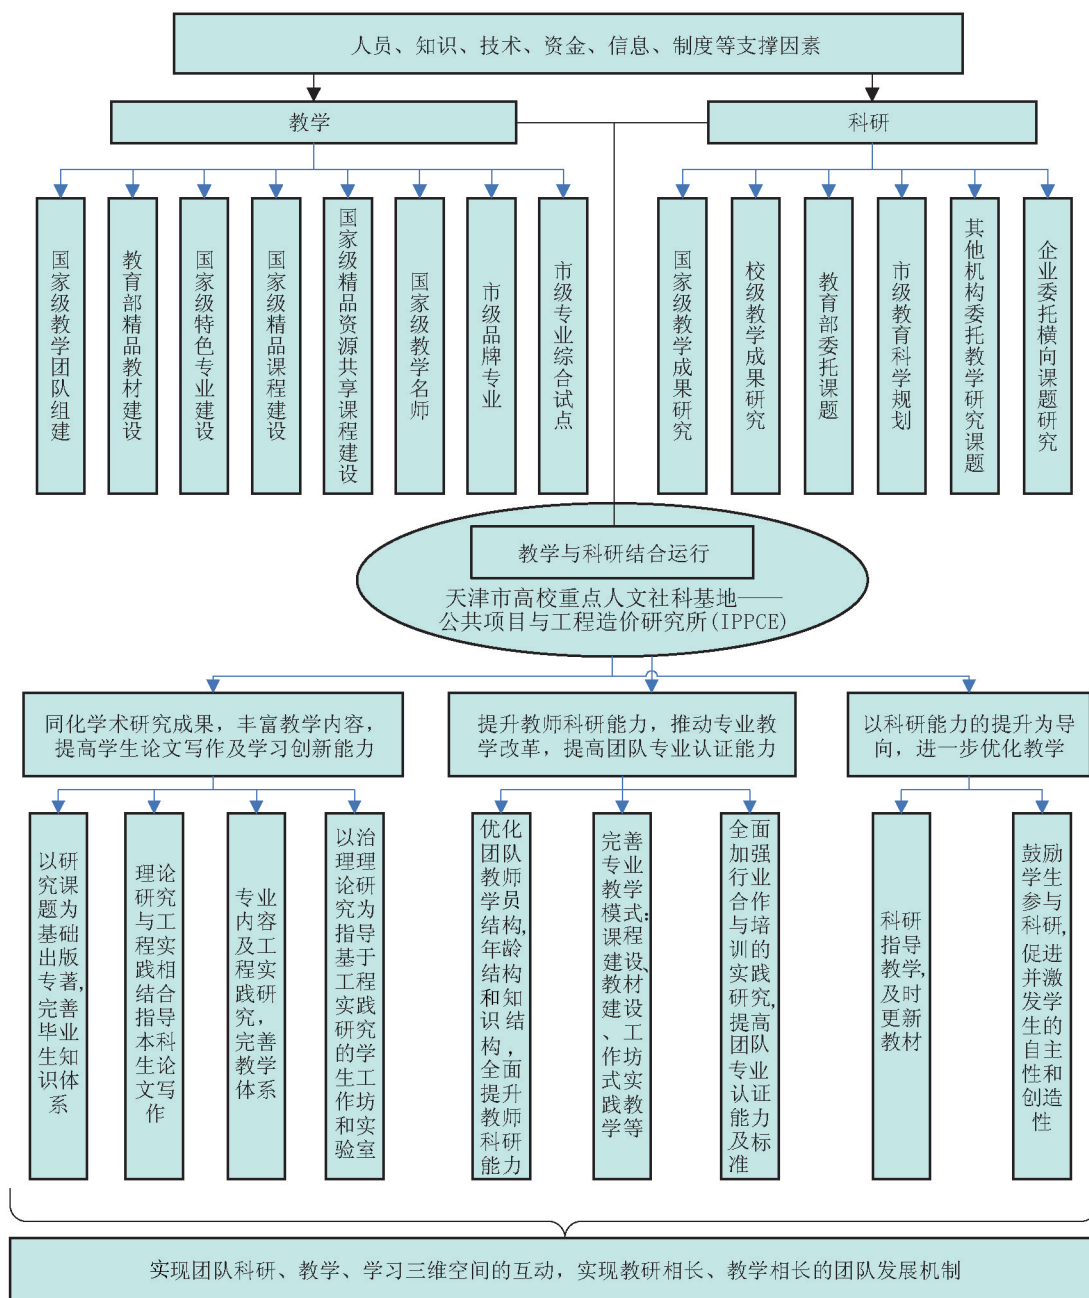 人员、知识、技术、资金、信息、制度等支撑因素
教学
科研
国家级教学团队组建
教育部精品教材建设
国家级特色专业建设
国家级精品课程建设
国家级精品资源共享课程建设
国家级教学名师
市级品牌专业
市级专业综合试点
国家级教学成果研究
校级教学成果研究
教育部委托课题
市级教育科学规划
其他机构委托教学研究课题
企业委托横向课题研究
教学与科研结合运行
天津市高校重点人文社科基地——
公共项目与工程造价研究所(IPPCE)
同化学术研究成果，丰富教学内容，
提高学生论文写作及学习创新能力
提升教师科研能力，推动专业教
学改革，提高团队专业认证能力
以科研能力的提升为导
向，进一步优化教学
以研
究课
题为
基础
出版
专著，
完善
毕业
生知
识体
系
理论
研究
与工
程实
践相
结合
指导
本科
生论
文写
作
专业
内容
及工
程实
践研
究，
完善
教学
体系
以治
理理
论研
究为
指导
基于
工程
实践
研究
的学
生工
作坊
和实
验室
优化
团队
教师
学员
结构，
年龄
结构
和知
识结
构，
全面
提升
教师
科研
能力
完善
专业
教学
模式：
课程
建设、
教材
建设
、工
作坊
式实
践教
学等
全面
加强
行业
合作
与培
训的
实践
研究，
提高
团队
专业
认证
能力
及标
准
科研
指导
教学，
及时
更新
教材
鼓励
学生
参与
科研，
促进
并激
发学
生的
自主
性和
创造
性
实现团队科研、教学、学习三维空间的互动，实现教研相长、教学相长的团队发展机制